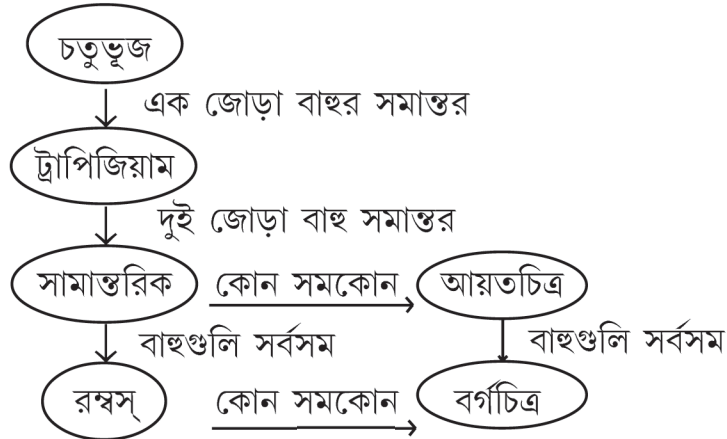 চতুভূজ
এক জোড়া বাহুর সমান্তর
ট্রাপিজিয়াম
দুই জোড়া বাহু সমান্তর
সামান্তরিক কোন সমকোন আয়তচিত্র
বাহুগুলি সর্বসম বাহুগুলি সর্বসম
রম্বস্ কোন সমকোন বর্গচিত্র